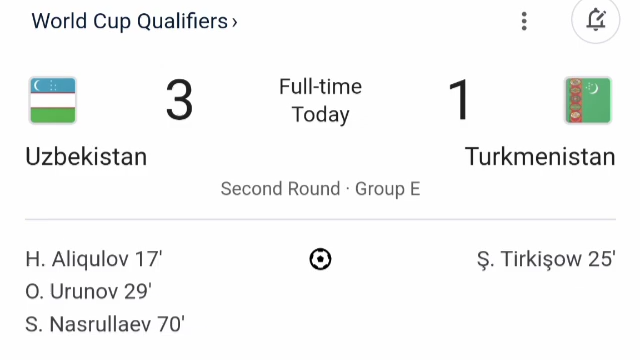 World Cup Qualifiers ›
3 Full-time 1
Today
Uzbekistan Turkmenistan
Second Round · Group E
H. Aliqulov 17' Ş. Tirkişow 25'
O. Urunov 29'
S. Nasrullaev 70'